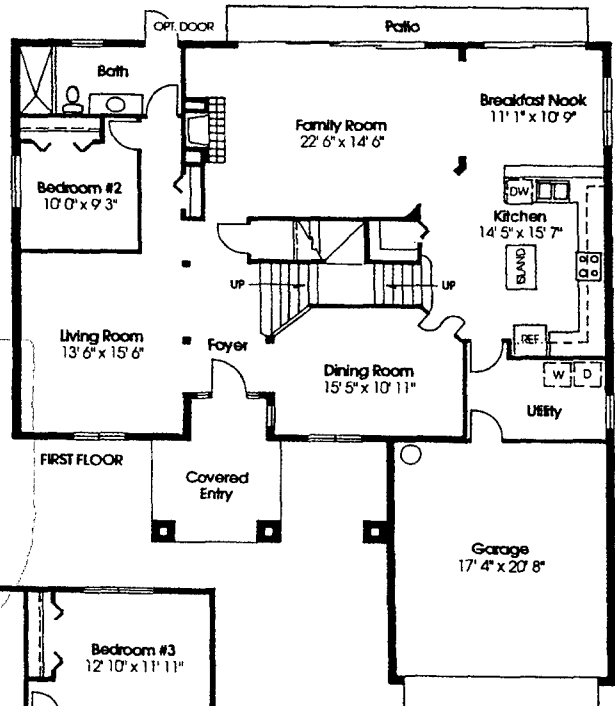 OPT. DOOR
Patio
Bath
Breakfast Nook
11' 1" x 10' 9"
Family Room
22' 6" x 14' 6"
Bedroom #2
10' 0" x 9' 3"
DW
Kitchen
14' 5" x 15' 7"
ISLAND
UP
UP
Living Room
13' 6" x 15' 6"
Foyer
REF.
Dining Room
15' 5" x 10' 11"
W
D
Utility
FIRST FLOOR
Covered
Entry
Garage
17' 4" x 20' 8"
Bedroom #3
12' 10" x 11' 11"